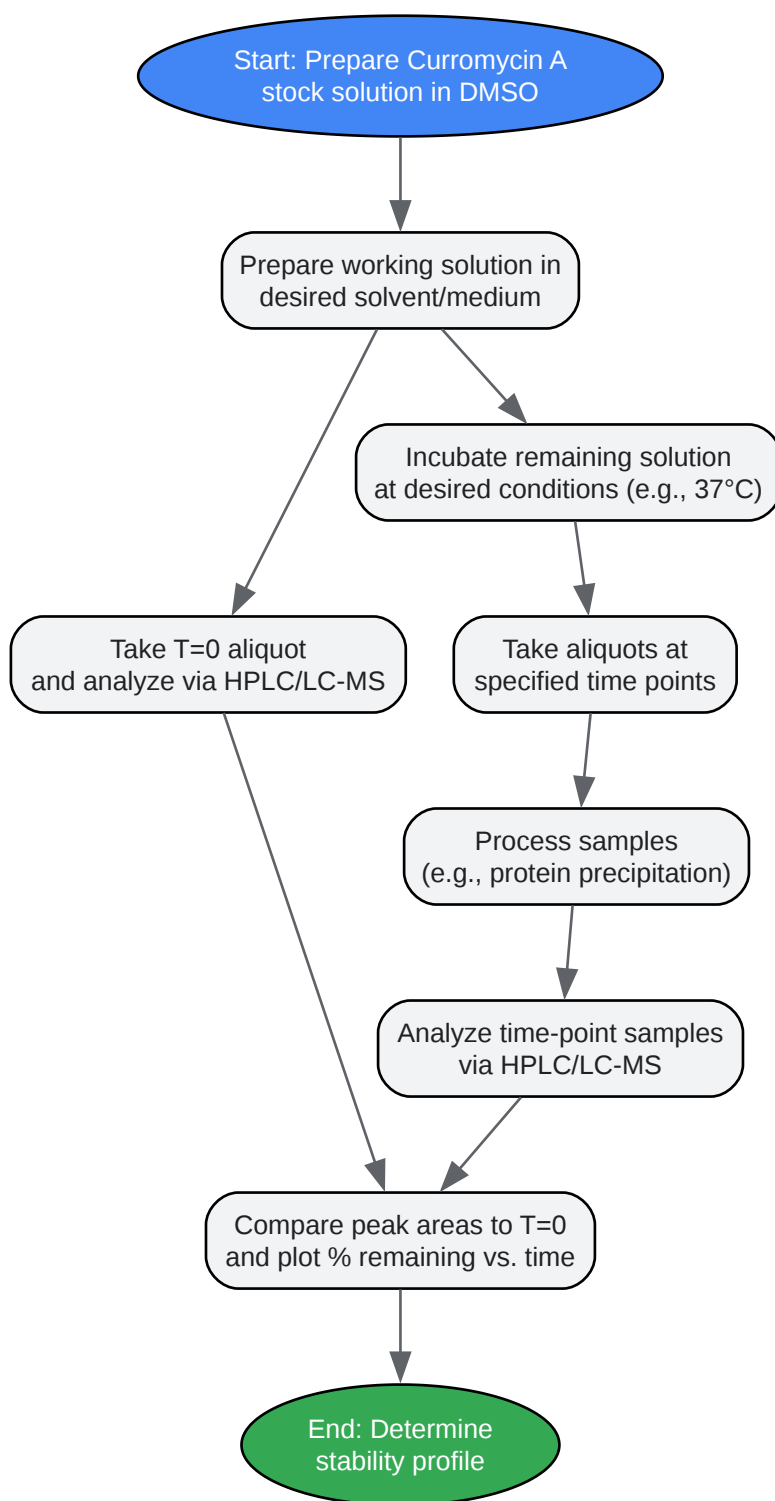 Start: Prepare Curromycin A
stock solution in DMSO
Prepare working solution in
desired solvent/medium
Incubate remaining solution
at desired conditions (e.g., 37°C)
Take T=0 aliquot
and analyze via HPLC/LC-MS
Take aliquots at
specified time points
Process samples
(e.g., protein precipitation)
Analyze time-point samples
via HPLC/LC-MS
Compare peak areas to T=0
and plot % remaining vs. time
End: Determine
stability profile